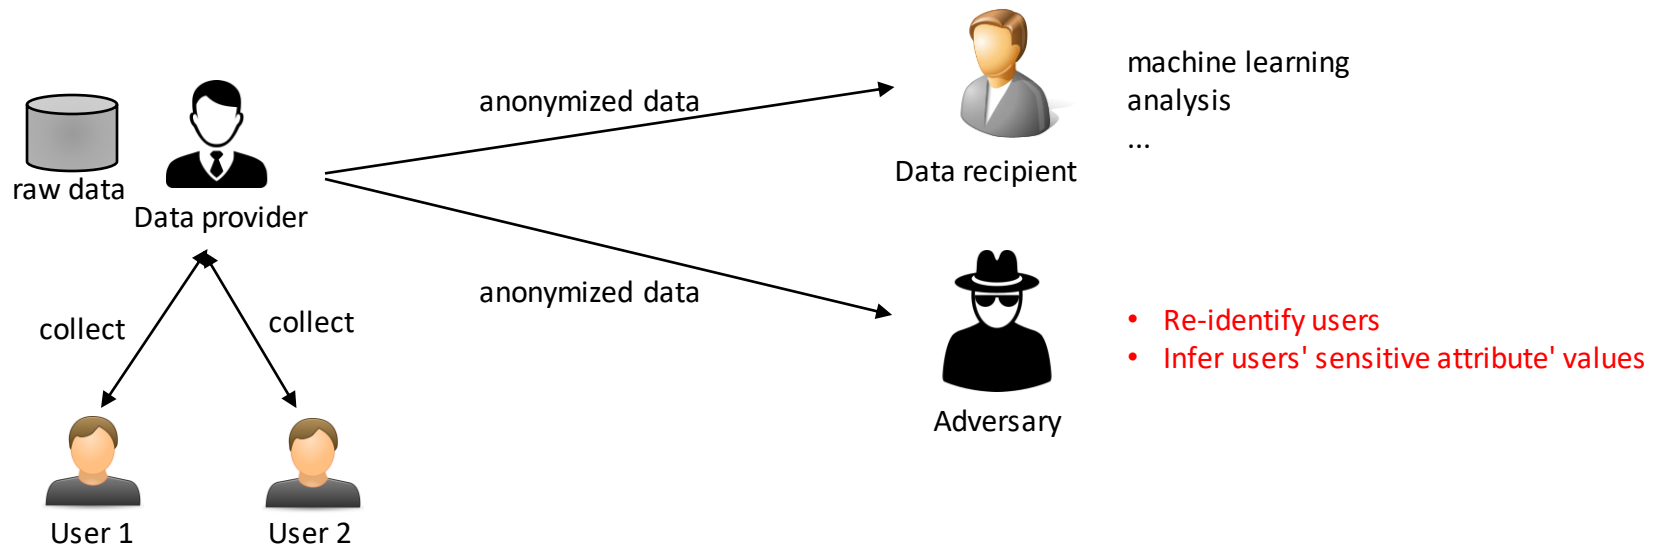 machine learning
analysis
...
anonymized data
Data recipient
raw data
Data provider
anonymized data
collect
collect
• Re-identify users
• Infer users' sensitive attribute' values
Adversary
User 1
User 2